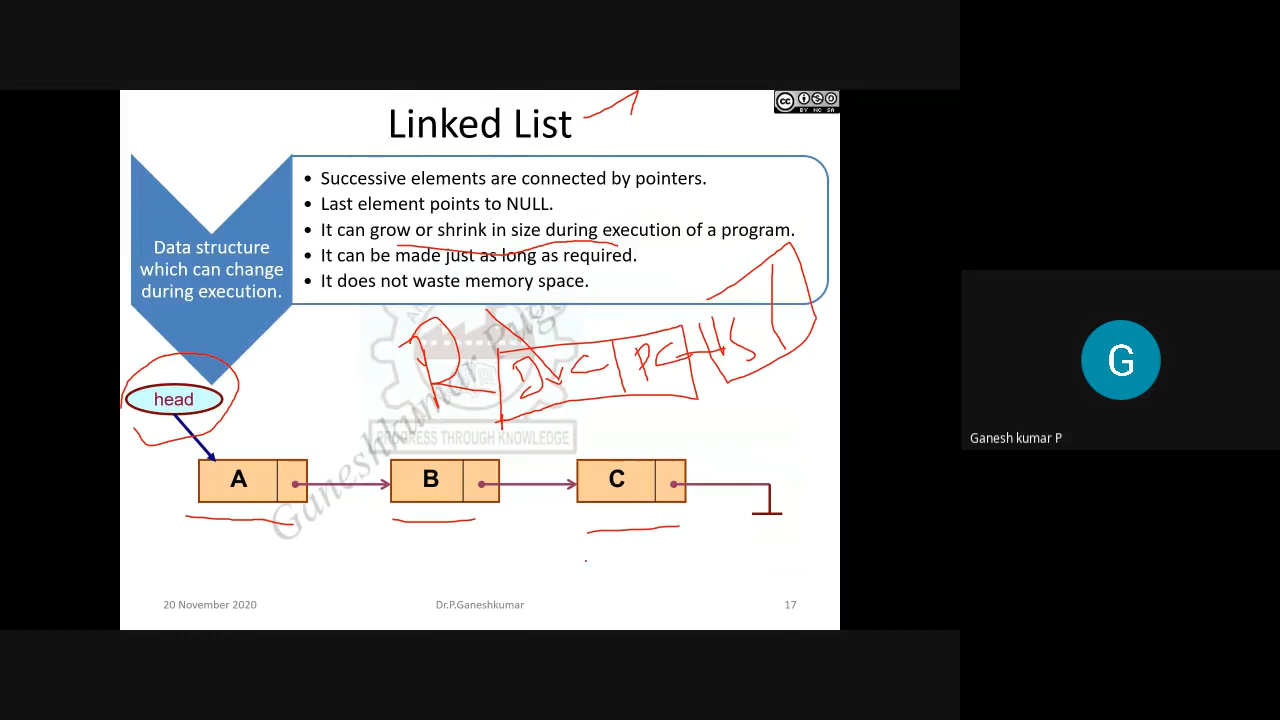 Linked List
BY NC SA
Data structure
which can change
during execution.
• Successive elements are connected by pointers.
• Last element points to NULL.
• It can grow or shrink in size during execution of a program.
• It can be made just as long as required.
• It does not waste memory space.
PROGRESS THROUGH KNOWLEDGE
head
A
B
C
20 November 2020
Dr.P.Ganeshkumar
17
G
Ganesh kumar P